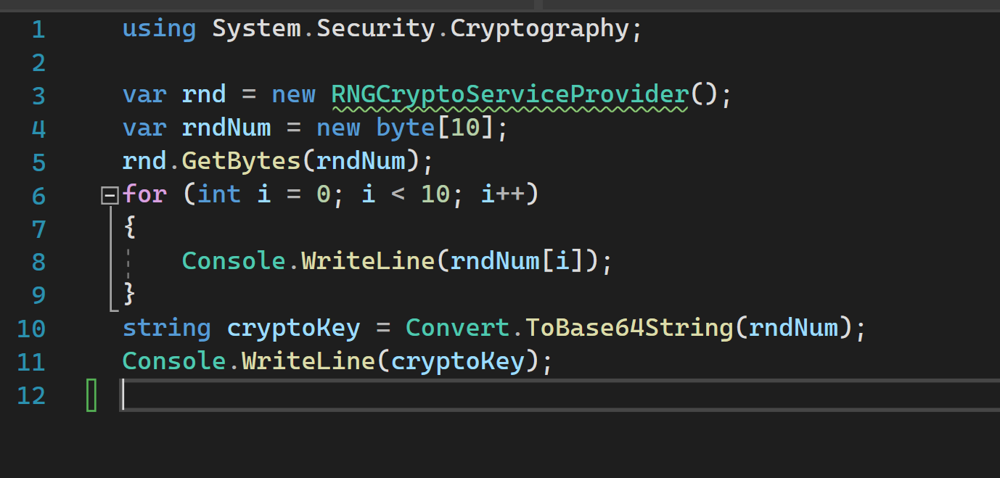 1 using System.Security.Cryptography;
2
3 var rnd = new RNGCryptoServiceProvider();
4 var rndNum = new byte[10];
5 rnd.GetBytes(rndNum);
6 for (int i = 0; i < 10; i++)
7 {
8     Console.WriteLine(rndNum[i]);
9 }
10 string cryptoKey = Convert.ToBase64String(rndNum);
11 Console.WriteLine(cryptoKey);
12